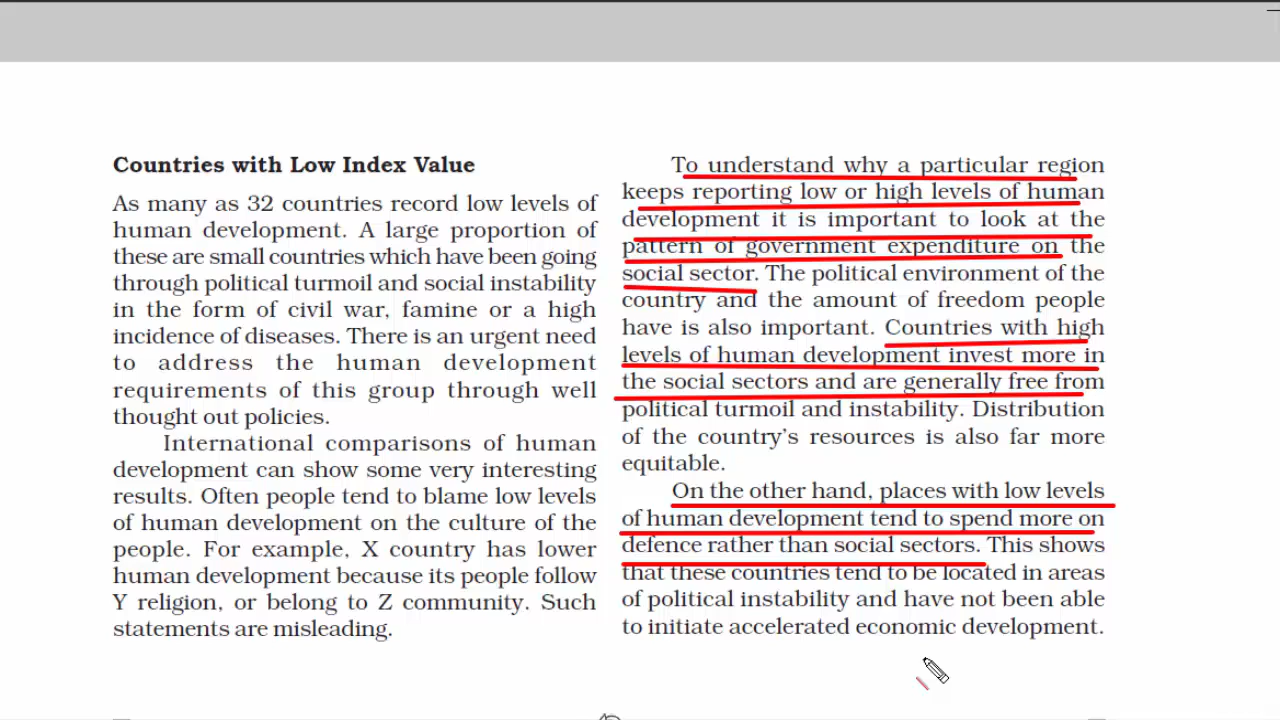 Countries with Low Index Value
As many as 32 countries record low levels of
human development. A large proportion of
these are small countries which have been going
through political turmoil and social instability
in the form of civil war, famine or a high
incidence of diseases. There is an urgent need
to address the human development
requirements of this group through well
thought out policies.
International comparisons of human
development can show some very interesting
results. Often people tend to blame low levels
of human development on the culture of the
people. For example, X country has lower
human development because its people follow
Y religion, or belong to Z community. Such
statements are misleading.
To understand why a particular region
keeps reporting low or high levels of human
development it is important to look at the
pattern of government expenditure on the
social sector. The political environment of the
country and the amount of freedom people
have is also important. Countries with high
levels of human development invest more in
the social sectors and are generally free from
political turmoil and instability. Distribution
of the country's resources is also far more
equitable.
On the other hand, places with low levels
of human development tend to spend more on
defence rather than social sectors. This shows
that these countries tend to be located in areas
of political instability and have not been able
to initiate accelerated economic development.